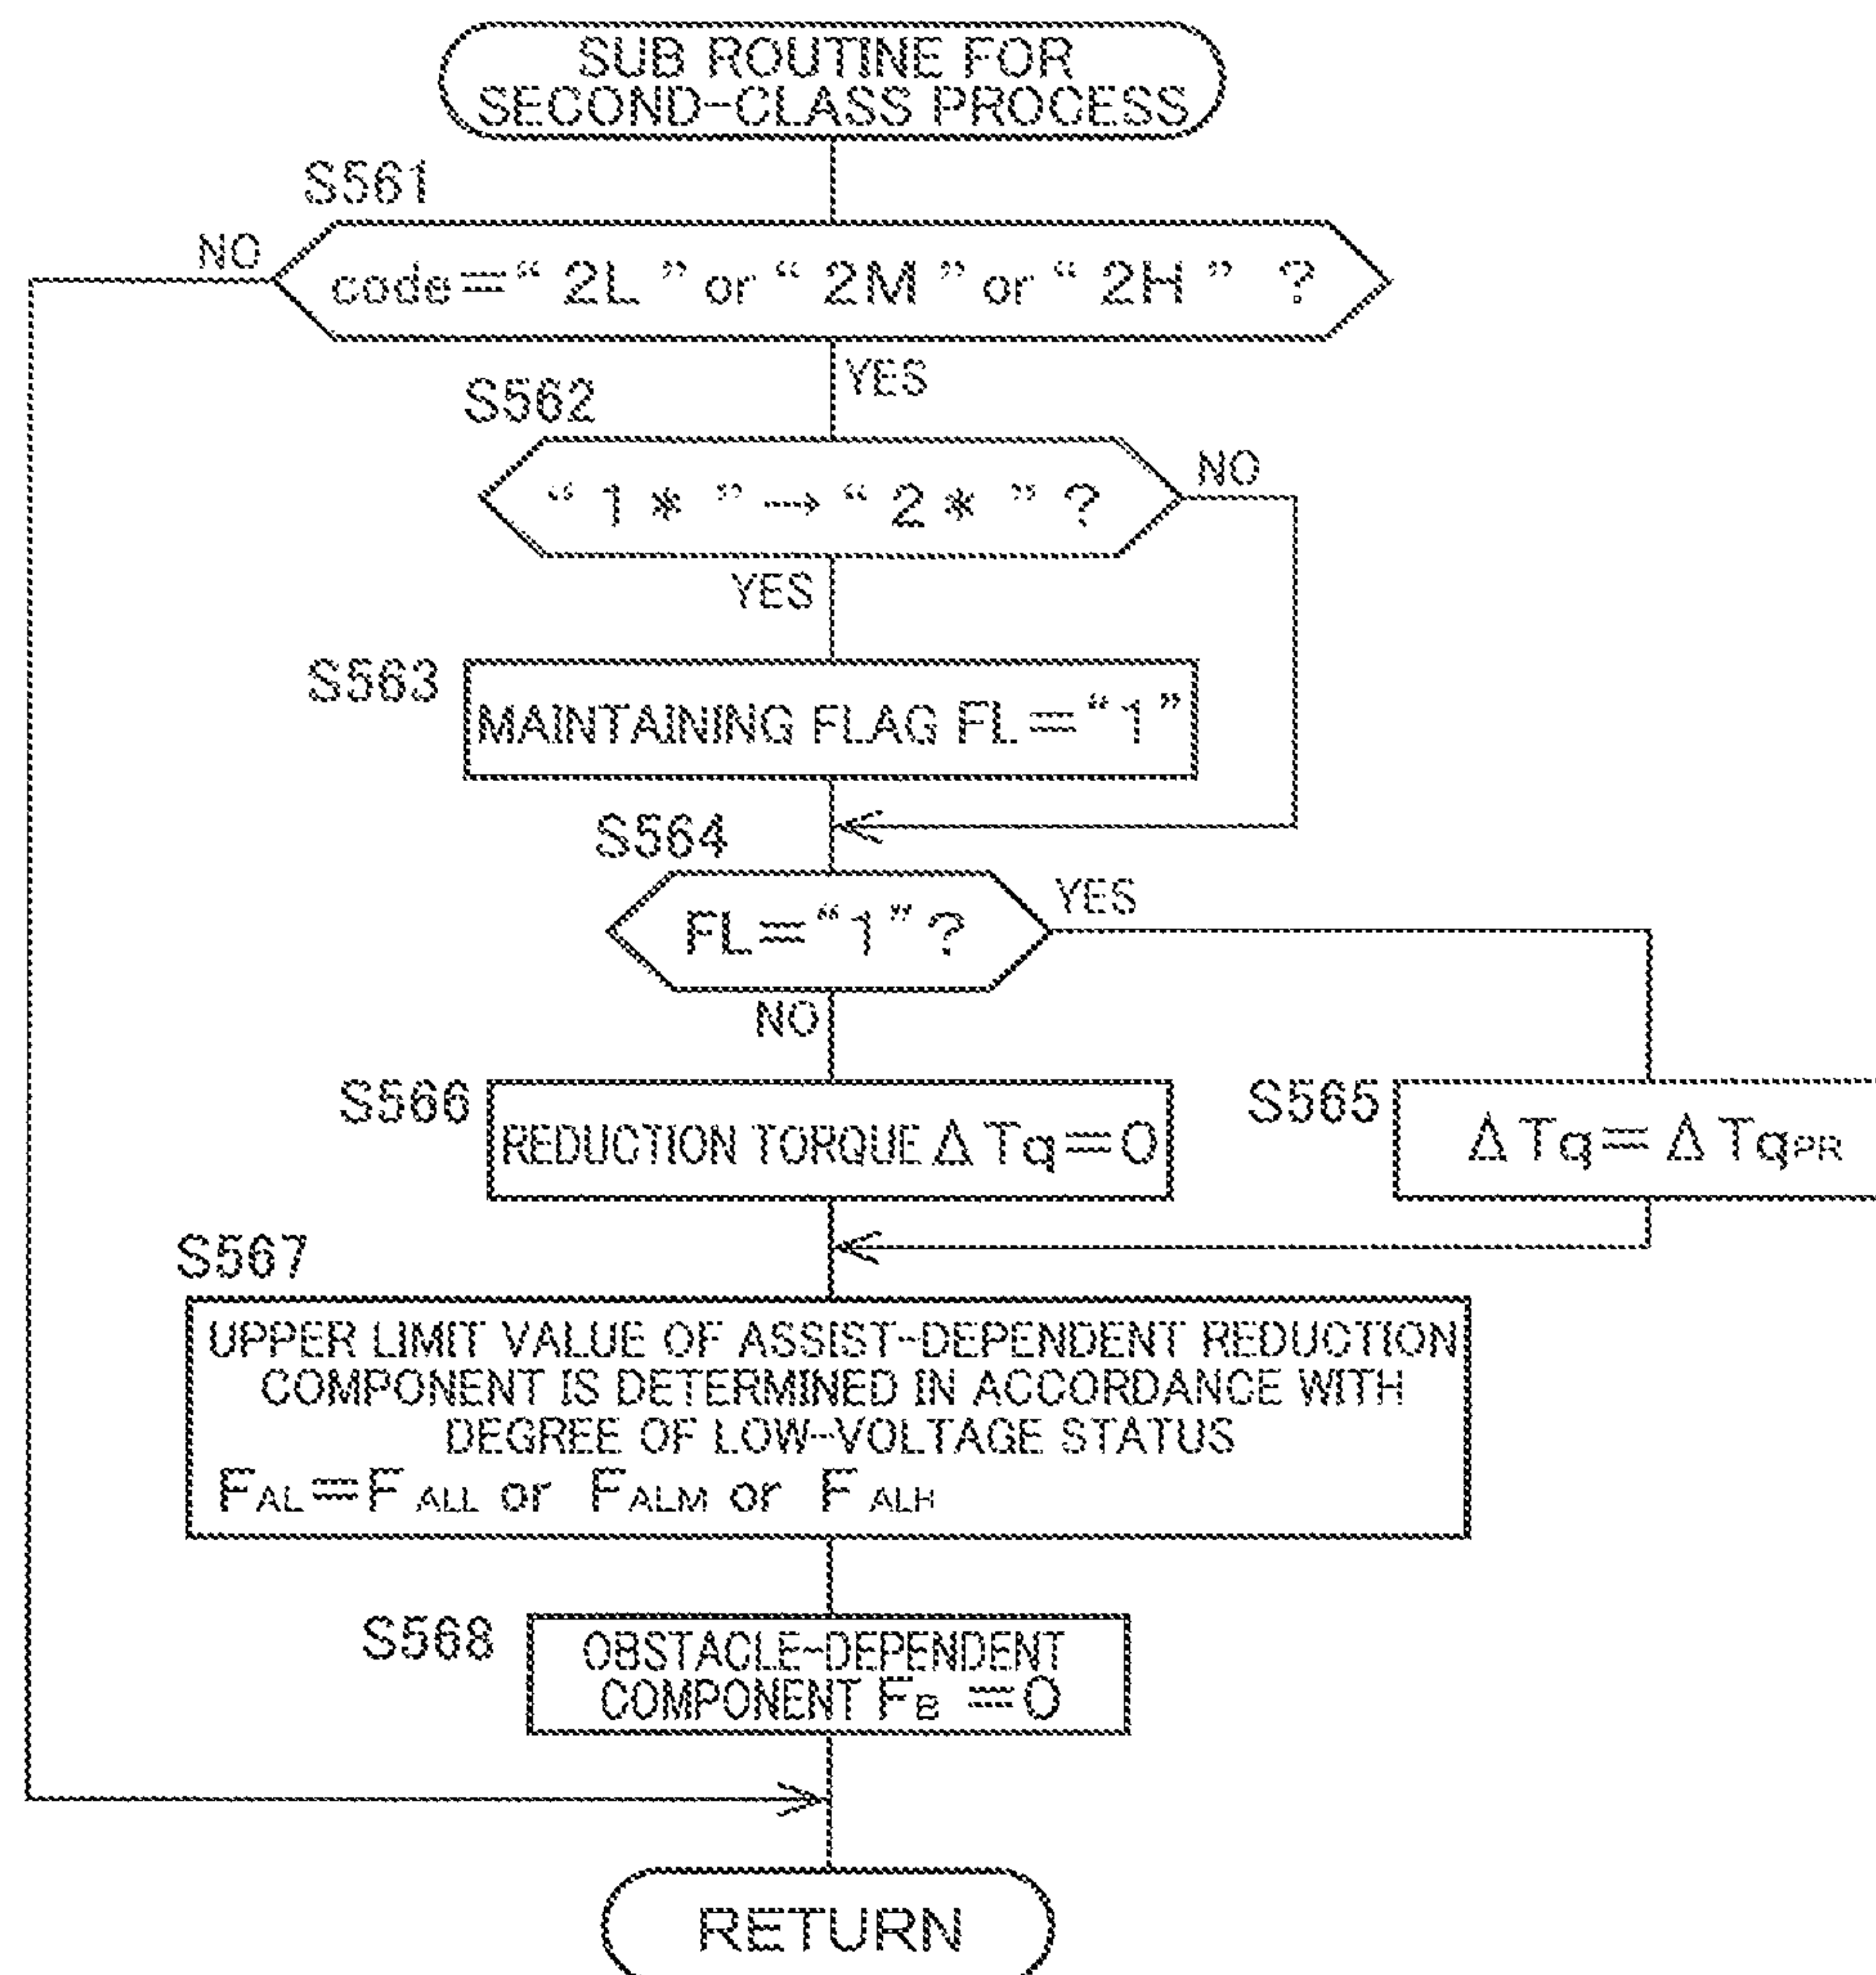 SUB ROUTINE FOR
SECOND-CLASS PROCESS
S561
NO
code="2L"or"2M"or"2H" ?
YES
S562
"1*"→"2*"?
NO
YES
S563
MAINTAINING FLAG FL="1"
S564
FL="1"?
YES
NO
S566
REDUCTION TORQUE ΔTq=0
S565
ΔTq=ΔTqPR
S567
UPPER LIMIT VALUE OF ASSIST-DEPENDENT REDUCTION
COMPONENT IS DETERMINED IN ACCORDANCE WITH
DEGREE OF LOW-VOLTAGE STATUS
FAL=FALL or FALM or FALH
S568
OBSTACLE-DEPENDENT
COMPONENT FB =0
RETURN